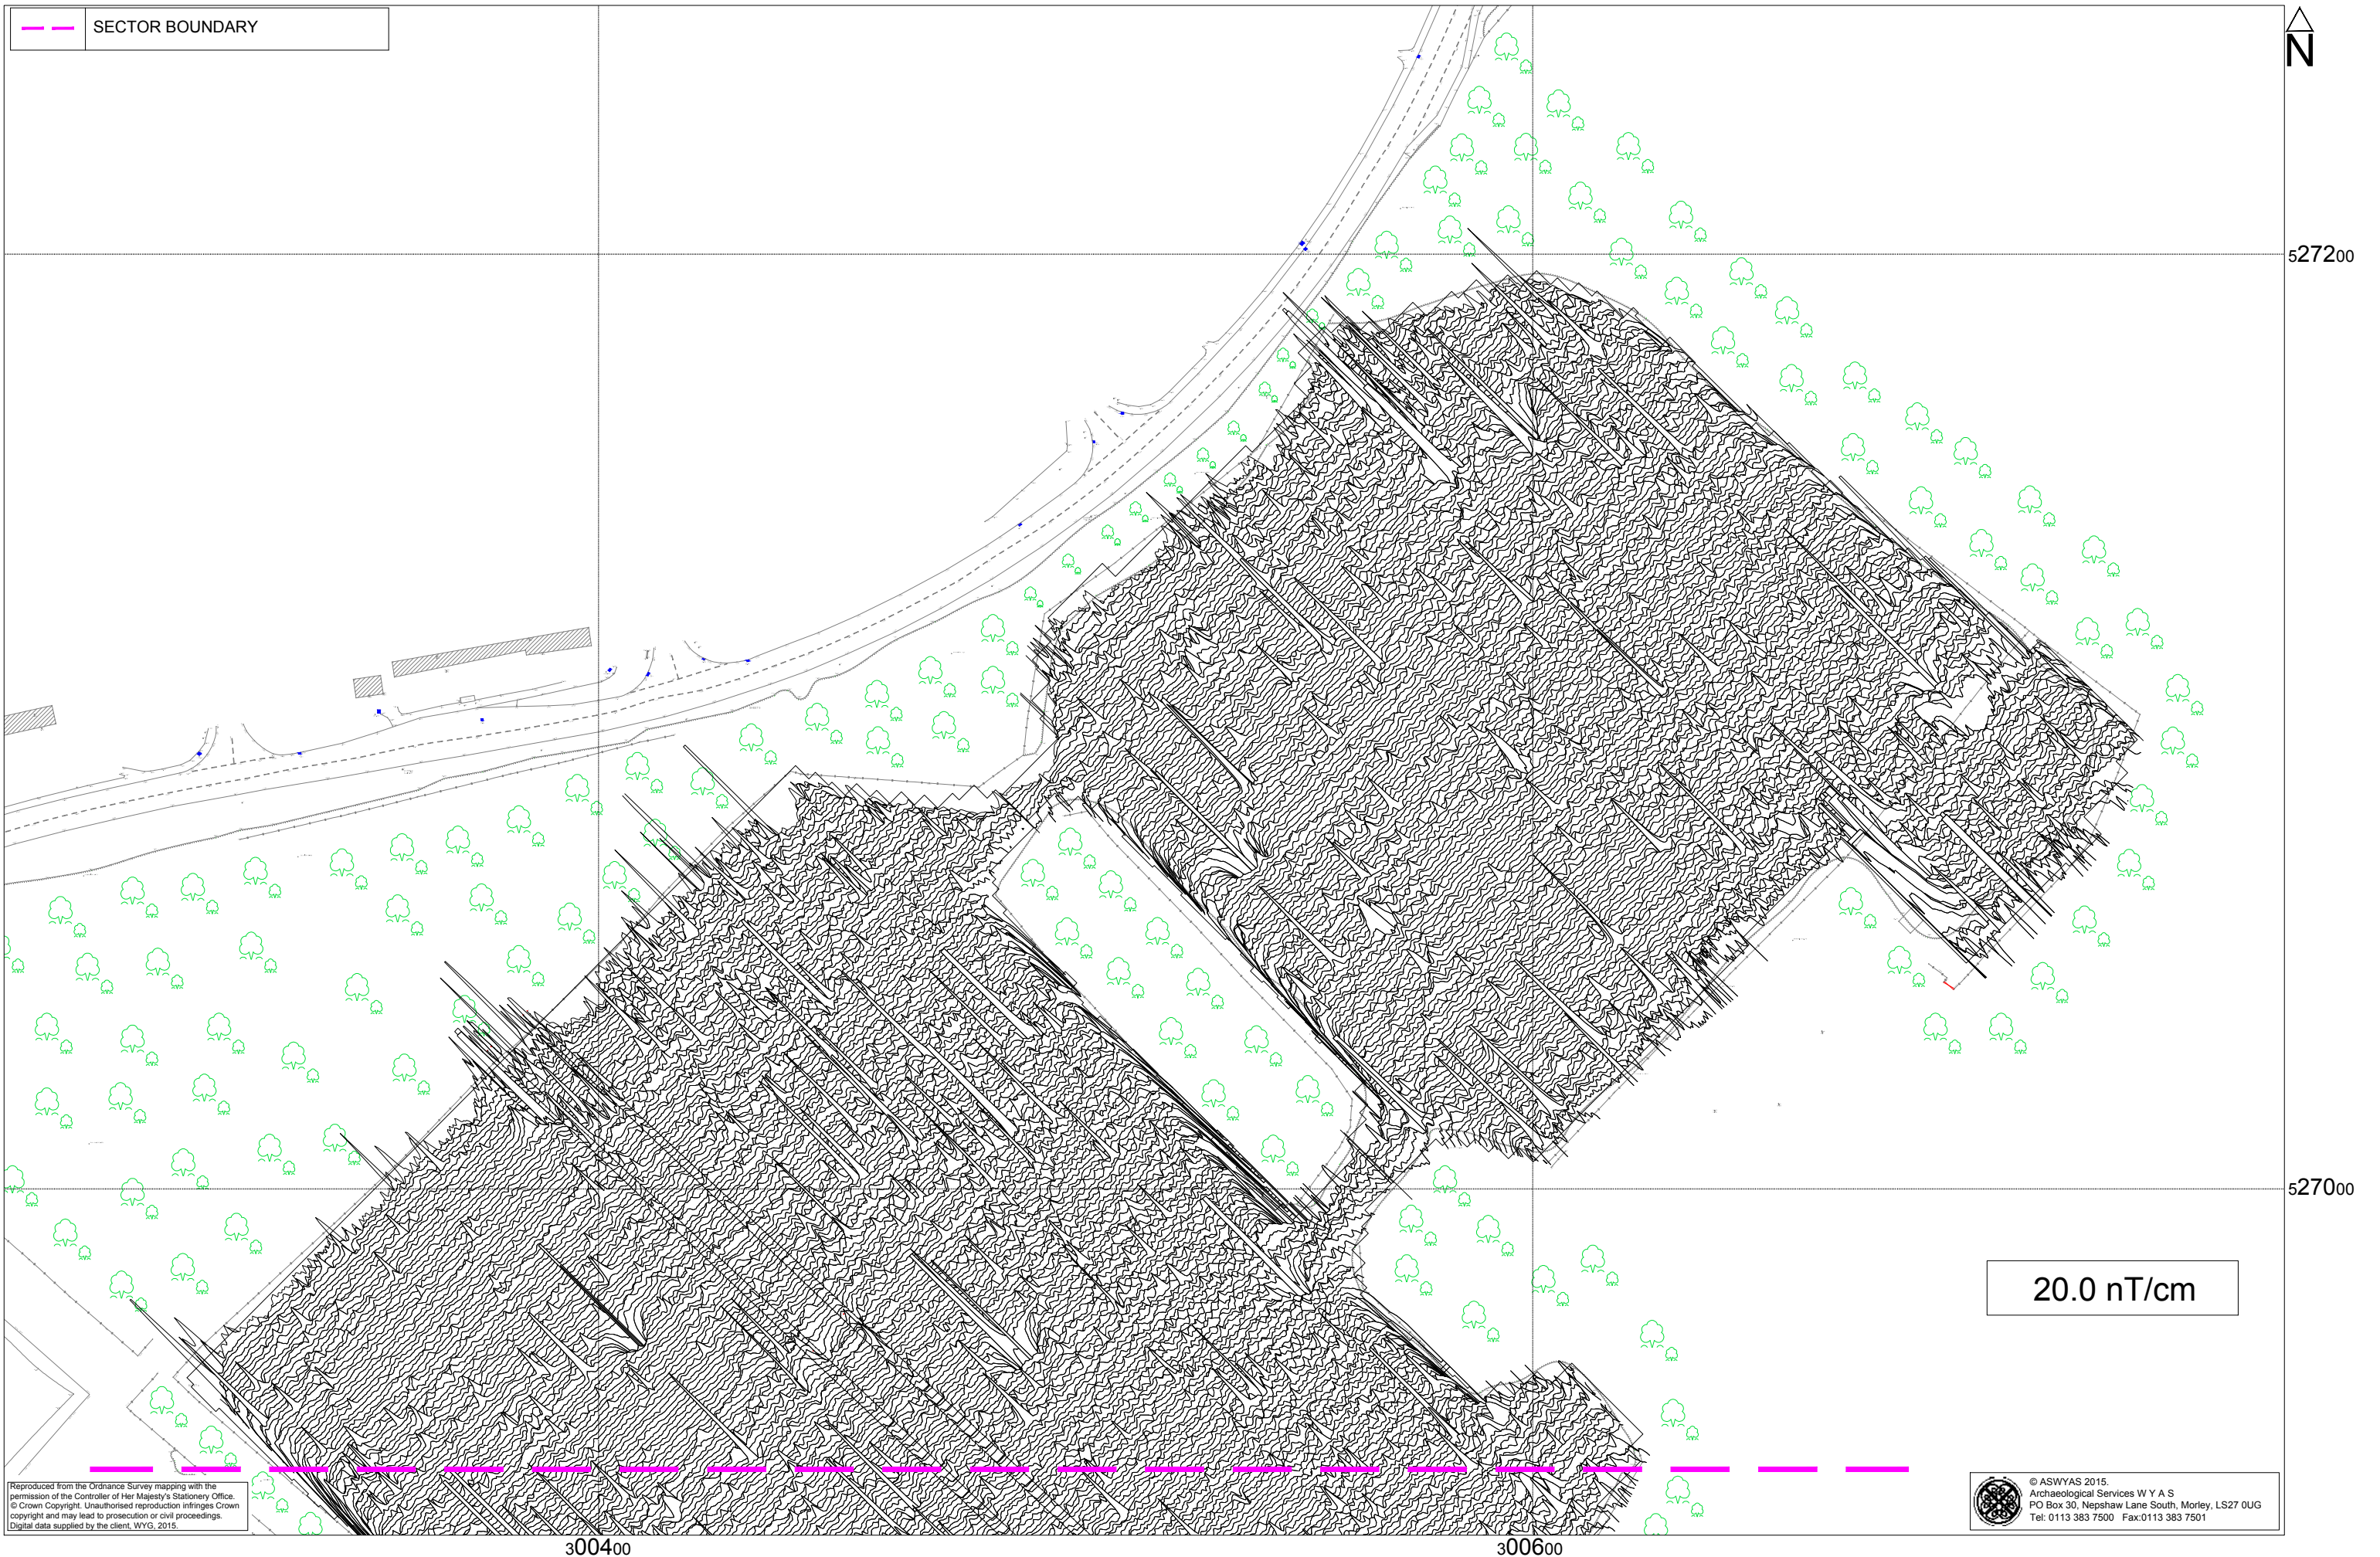 SECTOR BOUNDARY
N
527200
527000
20.0 nT/cm
Reproduced from the Ordnance Survey mapping with the
permission of the Controller of Her Majesty's Stationery Office.
© Crown Copyright. Unauthorised reproduction infringes Crown
copyright and may lead to prosecution or civil proceedings.
Digital data supplied by the client, WYG, 2015.
© ASWYAS 2015.
Archaeological Services W Y A S
PO Box 30, Nepshaw Lane South, Morley, LS27 0UG
Tel: 0113 383 7500 Fax:0113 383 7501
300400
300600